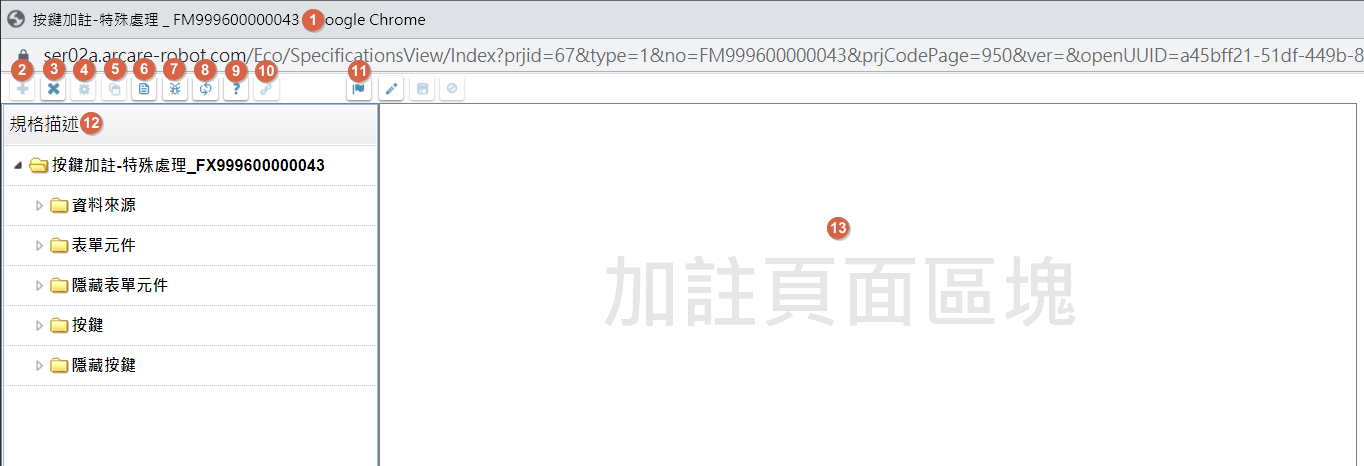 按鍵加註-特殊處理 _ FM999600000043 1 oogle Chrome
ser02a.arcare-robot.com/Eco/SpecificationsView/Index?prjid=67&type=1&no=FM999600000043&prjCodePage=950&ver=&openUUID=a45bff21-51df-449b-8
2 3 4 5 6 7 8 9 10 11
?
規格描述 12
按鍵加註-特殊處理_FX999600000043
資料來源
表單元件
隱藏表單元件
按鍵
隱藏按鍵
13
加註頁面區塊